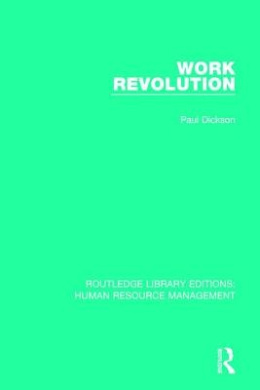 WORK
REVOLUTION
Paul Dickson
ROUTLEDGE LIBRARY EDITIONS:
HUMAN RESOURCE MANAGEMENT